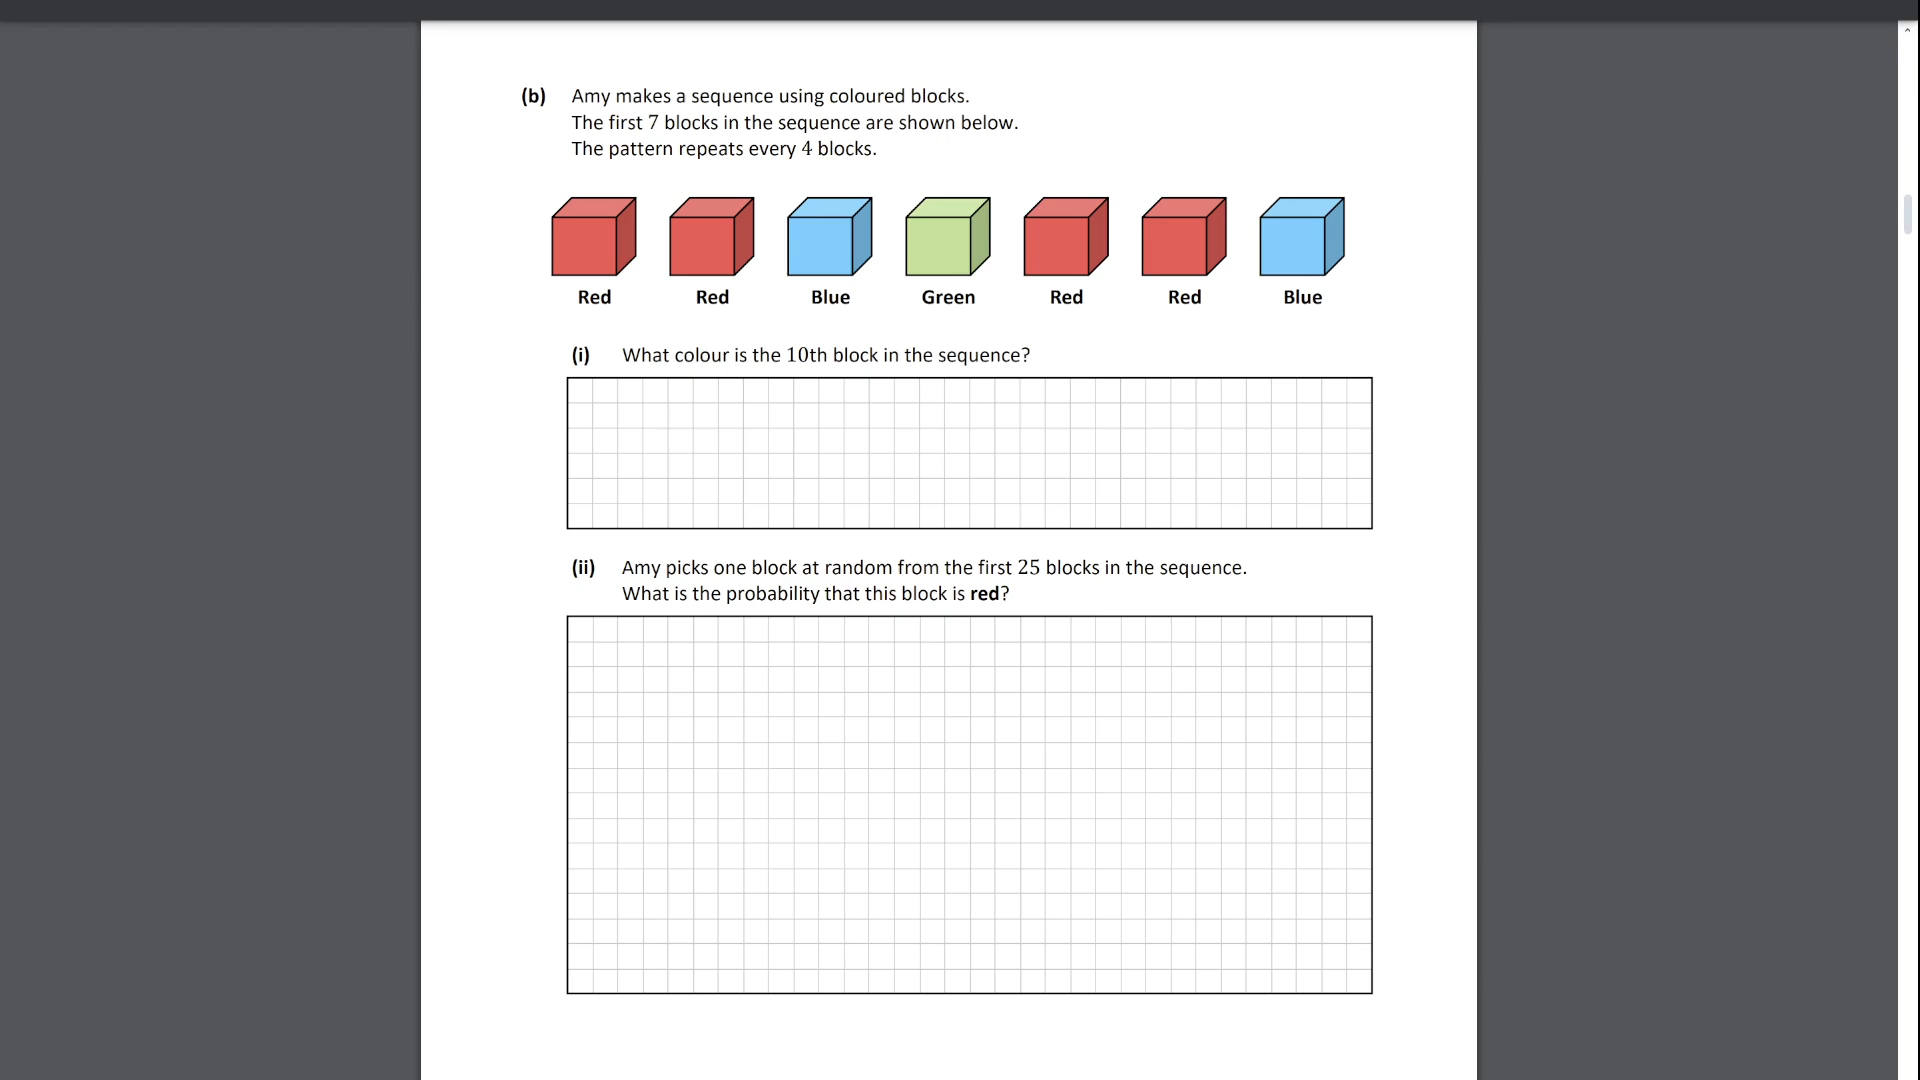 (b) Amy makes a sequence using coloured blocks.
The first 7 blocks in the sequence are shown below.
The pattern repeats every 4 blocks.
Red Red Blue Green Red Red Blue
(i) What colour is the 10th block in the sequence?
(ii) Amy picks one block at random from the first 25 blocks in the sequence.
What is the probability that this block is red?